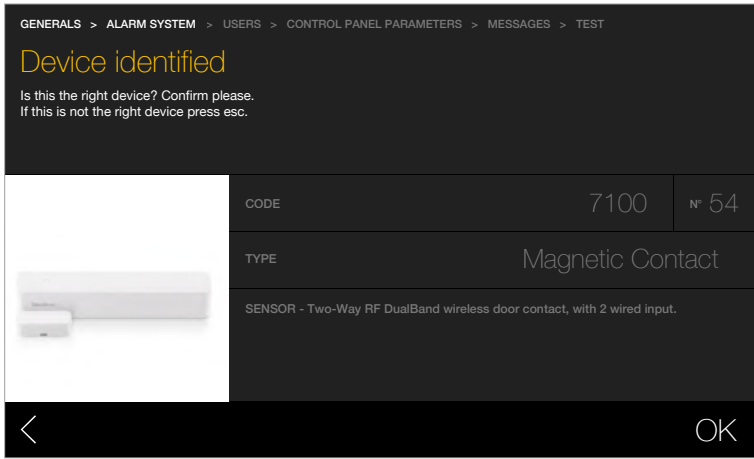 GENERALS > ALARM SYSTEM > USERS > CONTROL PANEL PARAMETERS > MESSAGES > TEST
Device identified
Is this the right device? Confirm please.
If this is not the right device press esc.
CODE 7100 N° 54
TYPE Magnetic Contact
SENSOR - Two-Way RF DualBand wireless door contact, with 2 wired input.
OK